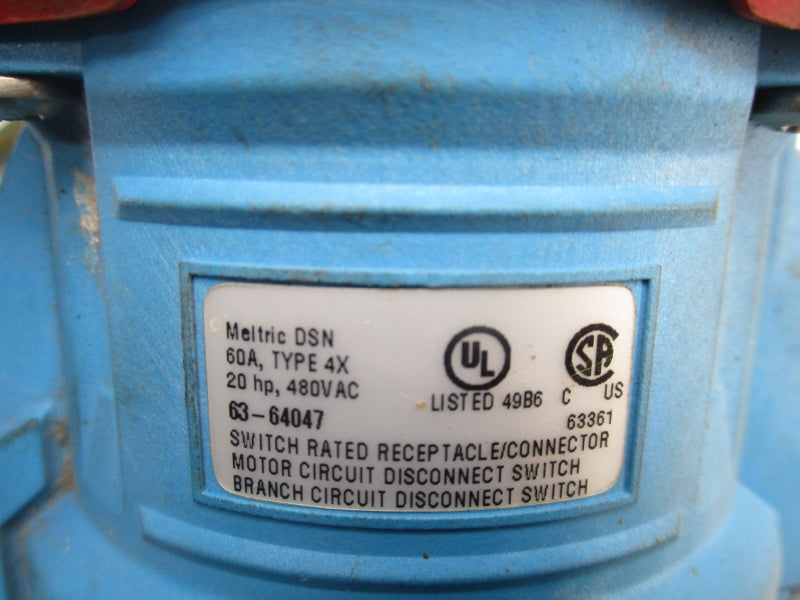 Meltric DSN
60A, TYPE 4X
20 hp, 480VAC
63-64047
UL
LISTED 49B6
SA
C US
63361
SWITCH RATED RECEPTACLE/CONNECTOR
MOTOR CIRCUIT DISCONNECT SWITCH
BRANCH CIRCUIT DISCONNECT SWITCH